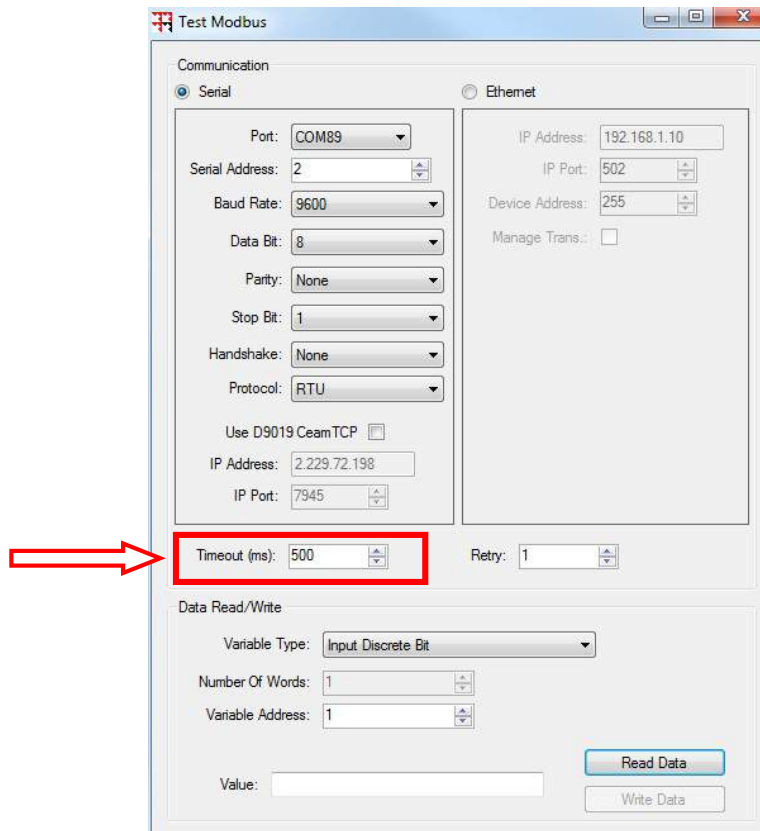 Test Modbus
Communication
Serial
Port: COM89
Serial Address: 2
Baud Rate: 9600
Data Bit: 8
Parity: None
Stop Bit: 1
Handshake: None
Protocol: RTU
Use D9019 CeamTCP
IP Address: 2.229.72.198
IP Port: 7945
Ethernet
IP Address: 192.168.1.10
IP Port: 502
Device Address: 255
Manage Trans.:
Timeout (ms): 500
Retry: 1
Data Read/Write
Variable Type: Input Discrete Bit
Number Of Words: 1
Variable Address: 1
Value:
Read Data
Write Data